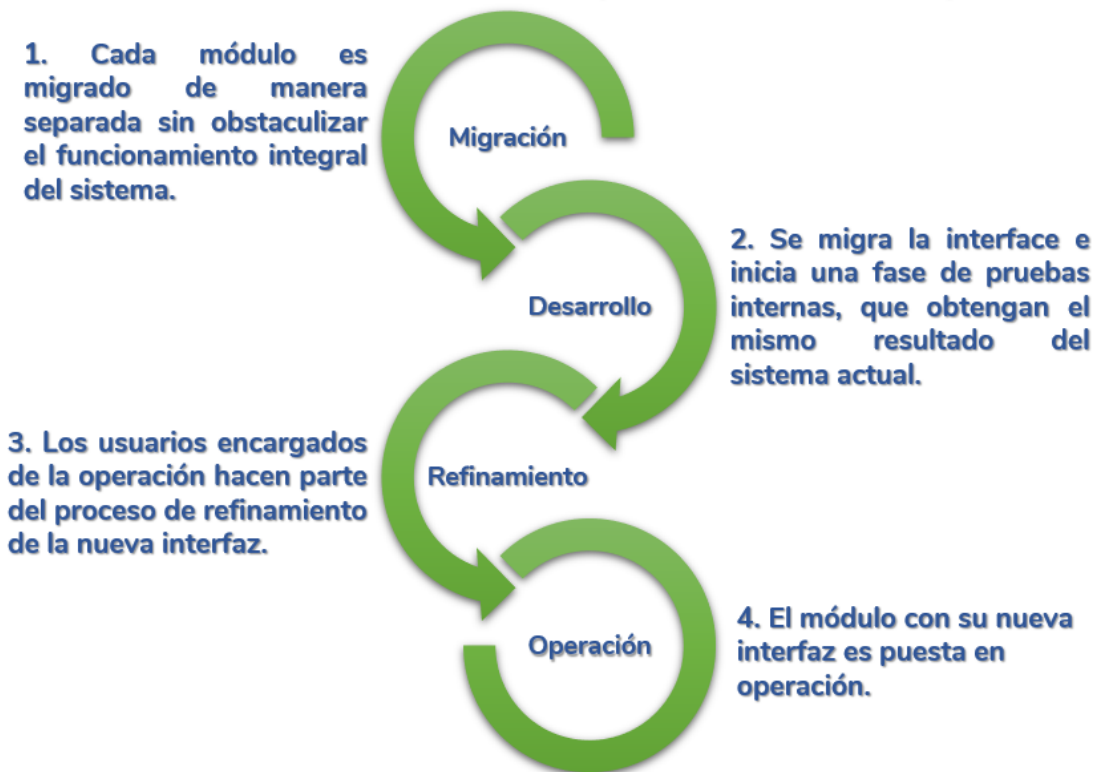 1. Cada módulo es
migrado de manera
separada sin obstaculizar
el funcionamiento integral
del sistema.
Migración
2. Se migra la interface e
inicia una fase de pruebas
internas, que obtengan el
mismo resultado del
sistema actual.
Desarrollo
3. Los usuarios encargados
de la operación hacen parte
del proceso de refinamiento
de la nueva interfaz.
Refinamiento
4. El módulo con su nueva
interfaz es puesta en
operación.
Operación